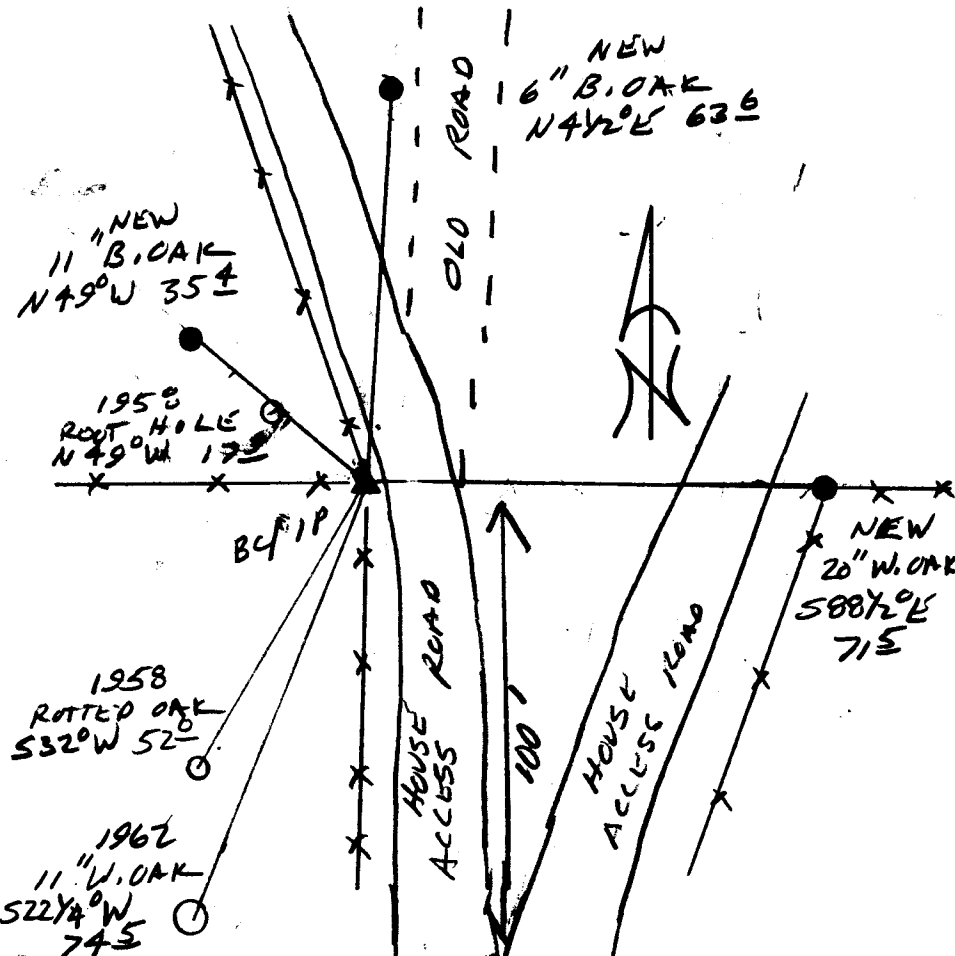 NEW
6" B. OAK
N4½°E 63 6
OLD ROAD
NEW
11" B. OAK
N49°W 35 4
1958
ROOT HOLE
N49°W
IP
NEW
20" W. OAK
S88½°E
71 5
1958
ROTTED OAK
S32°W 52 0
HOUSE
ACCESS
ROAD
100'
HOUSE
ACCESS ROAD
1962
11" W. OAK
S22¼°W
74 5